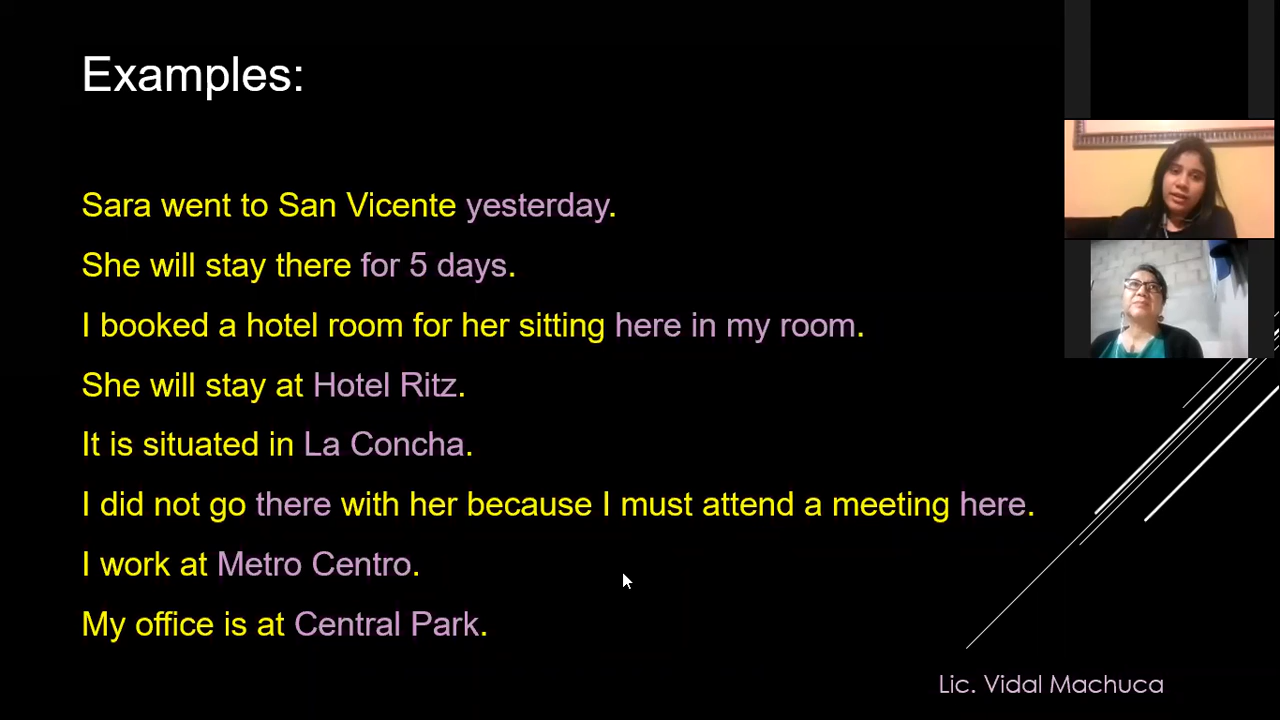 Examples:
Sara went to San Vicente yesterday.
She will stay there for 5 days.
I booked a hotel room for her sitting here in my room.
She will stay at Hotel Ritz.
It is situated in La Concha.
I did not go there with her because I must attend a meeting here.
I work at Metro Centro.
My office is at Central Park.
Lic. Vidal Machuca